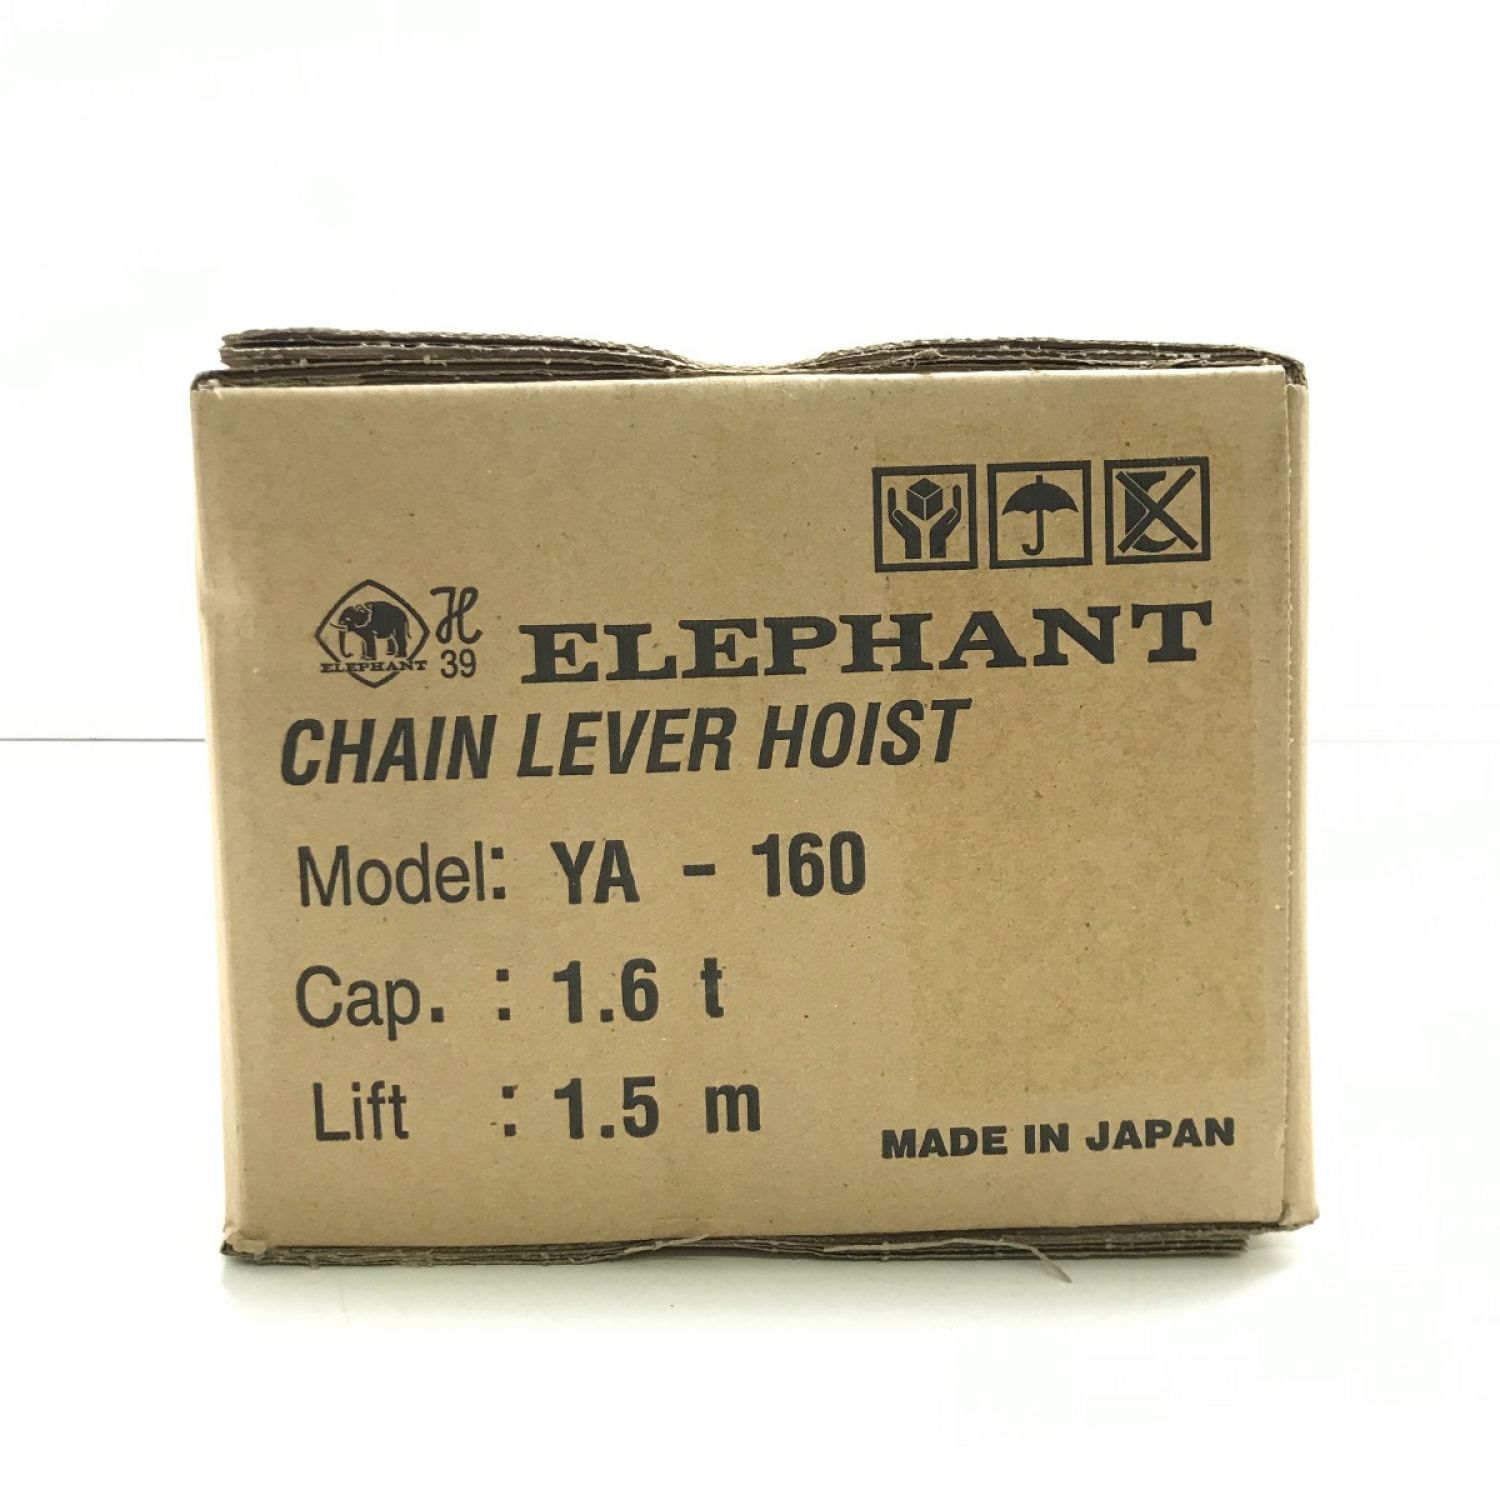 H
39
ELEPHANT
ELEPHANT
CHAIN LEVER HOIST
Model: YA - 160
Cap. : 1.6 t
Lift : 1.5 m
MADE IN JAPAN